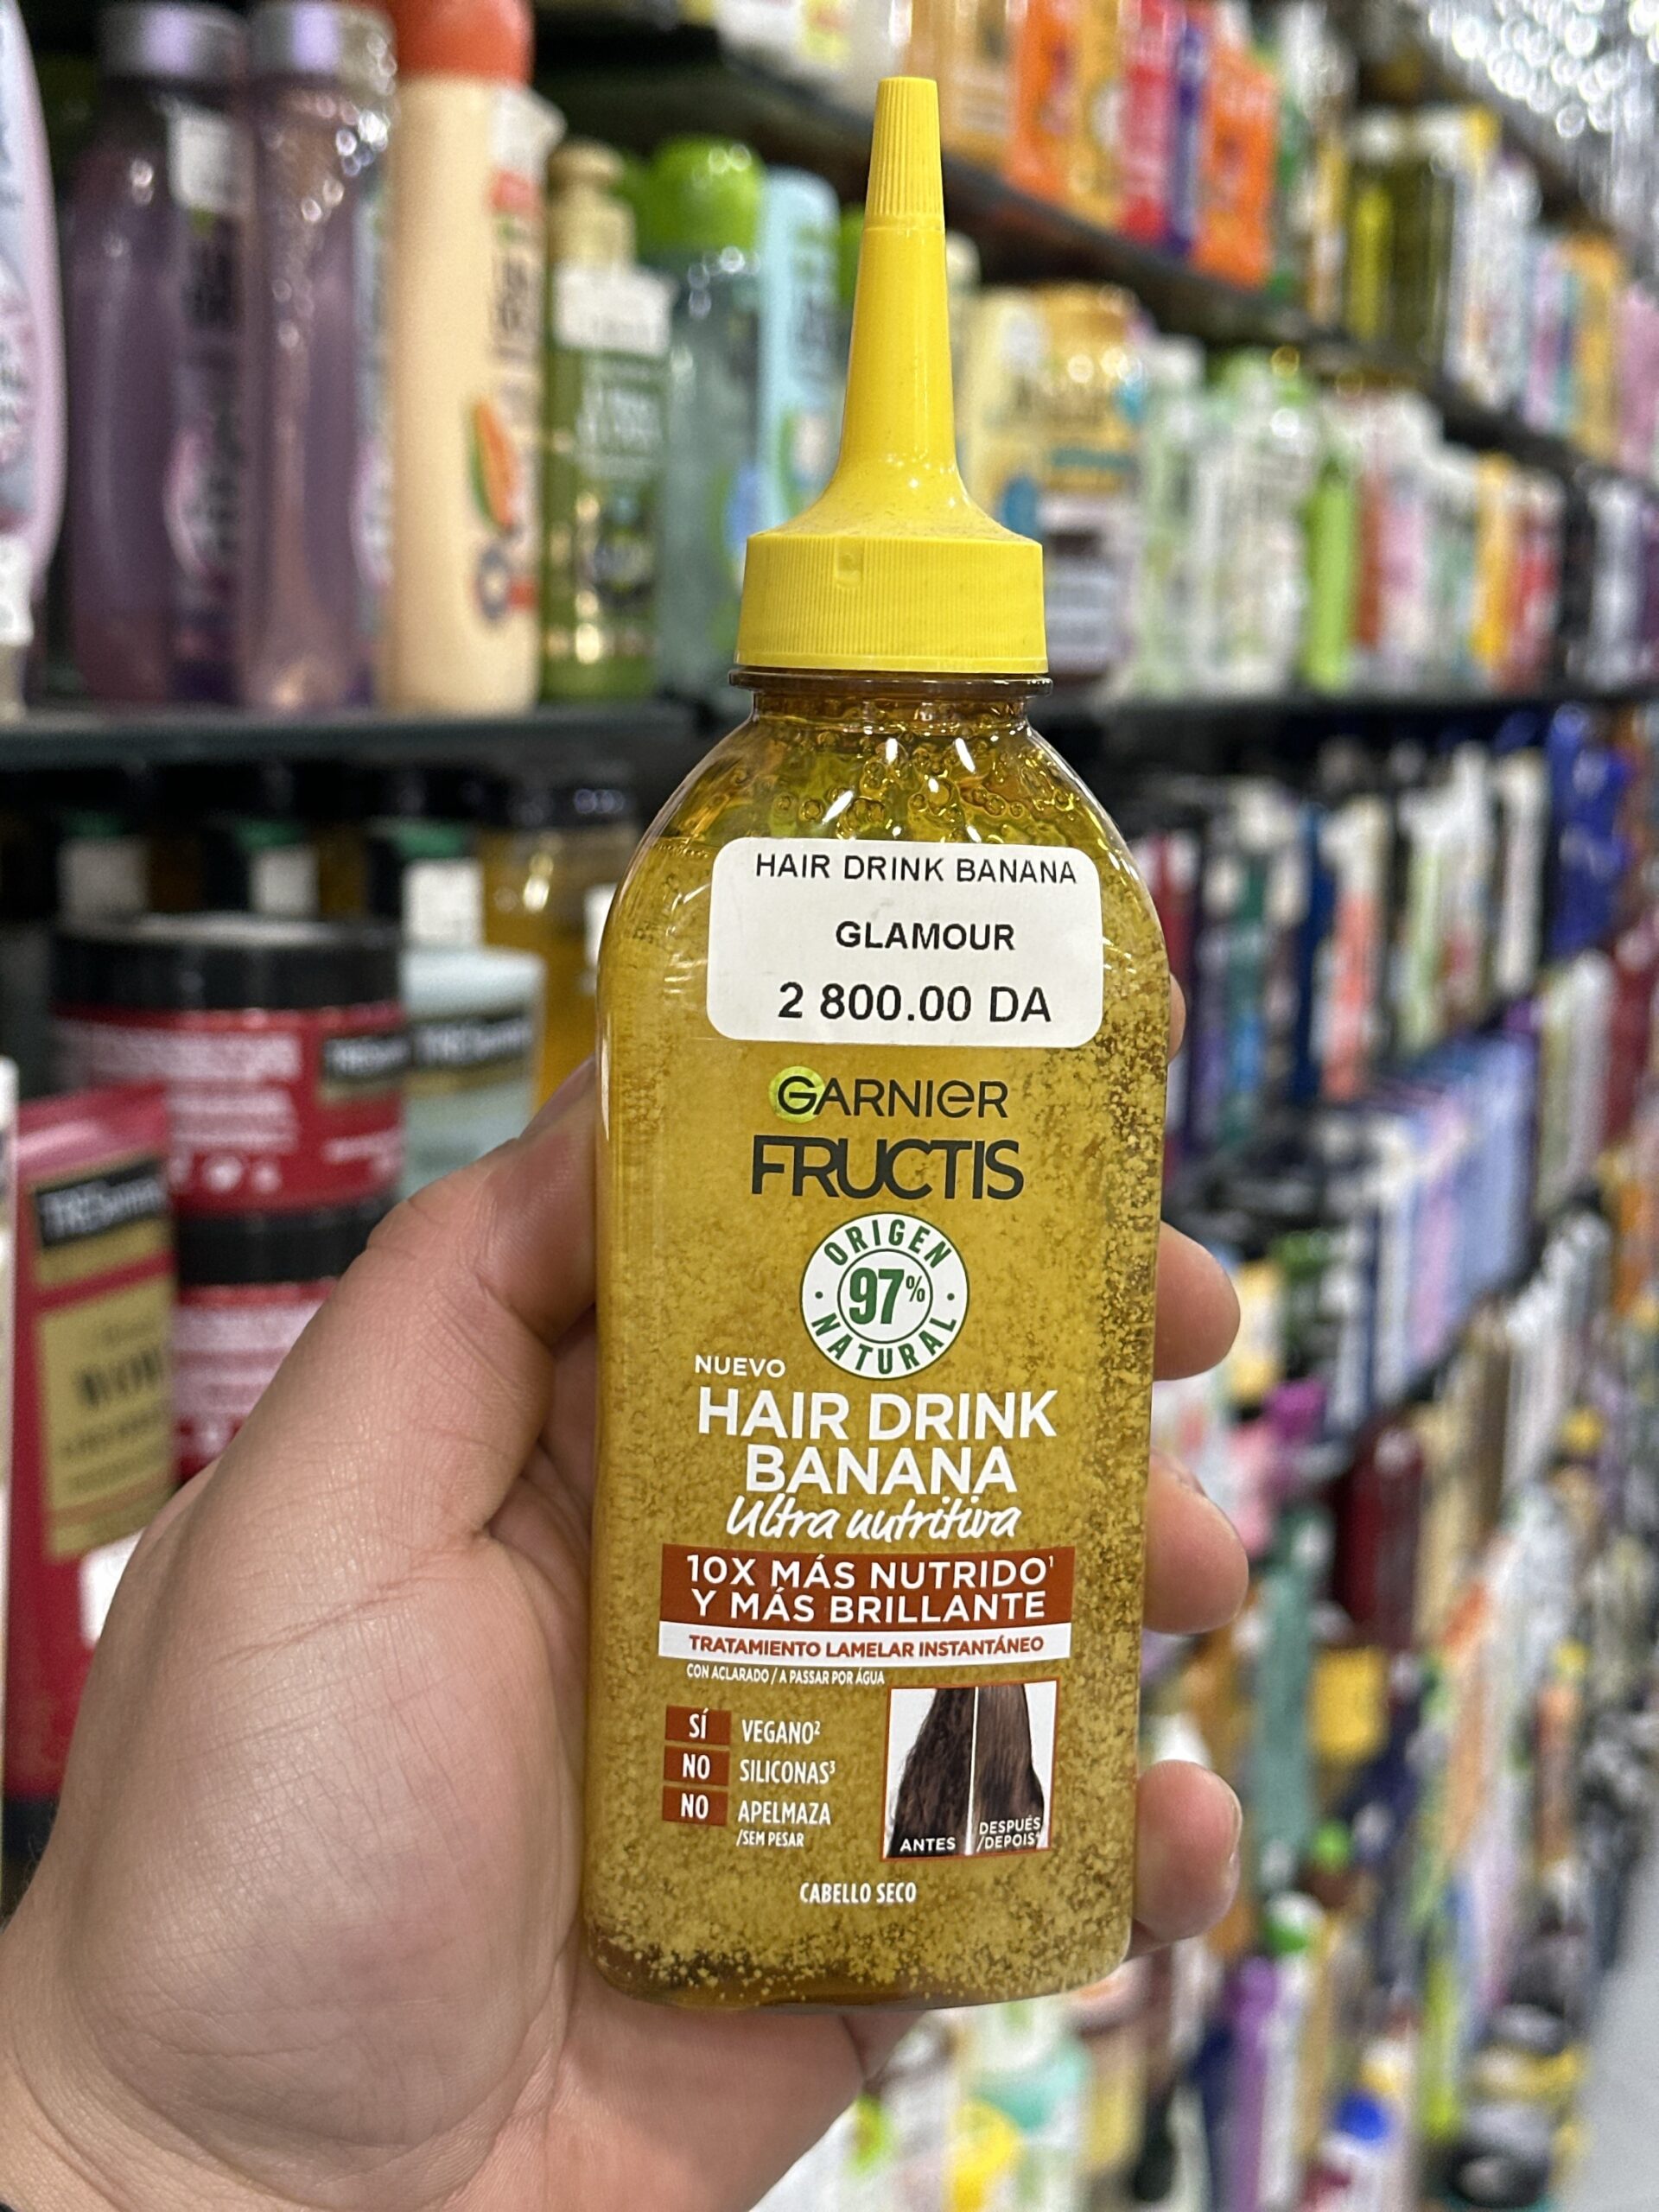 HAIR DRINK BANANA
GLAMOUR
2 800.00 DA
GARNIER
FRUCTIS
ORIGEN
97%
NATURAL
NUEVO
HAIR DRINK
BANANA
Ultra nutritiva
10X MÁS NUTRIDO¹
Y MÁS BRILLANTE
TRATAMIENTO LAMELAR INSTANTÁNEO
CON ACLARADO / A PASSAR POR ÁGUA
SÍ VEGANO²
NO SILICONAS³
NO APELMAZA
/SEM PESAR
ANTES
DESPUÉS
/DEPOIS⁴
CABELLO SECO